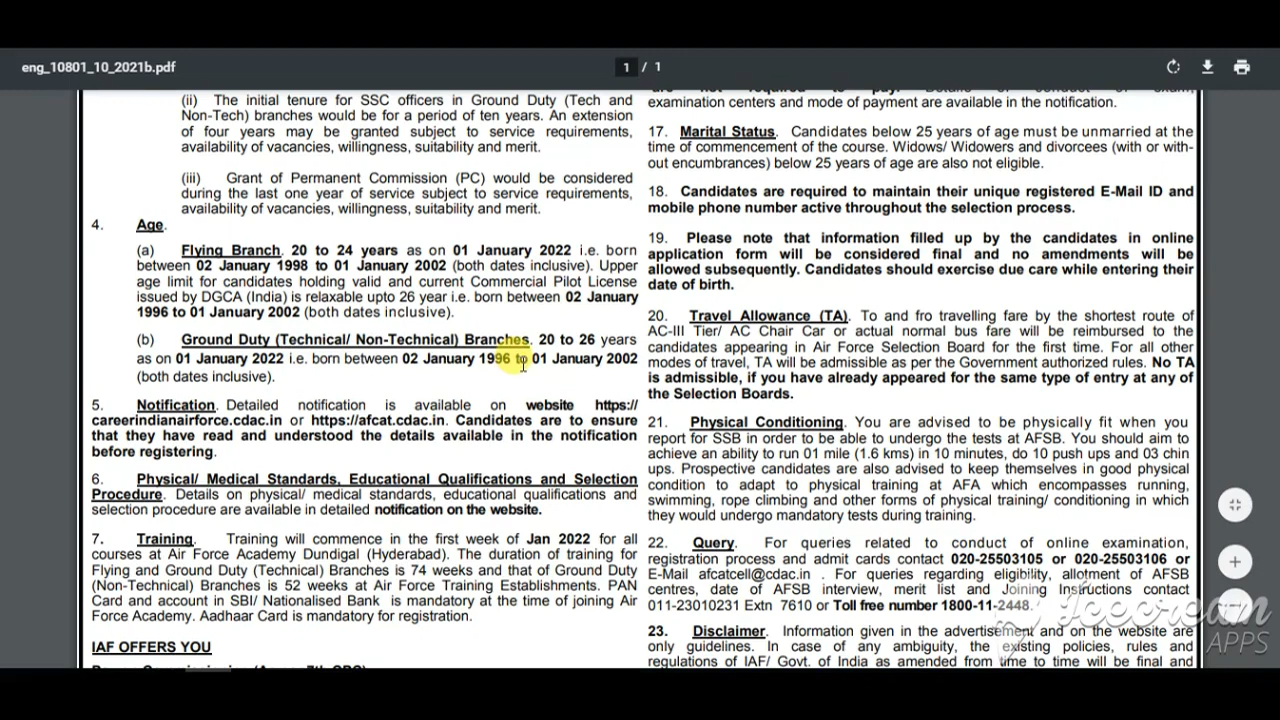 eng_10801_10_2021b.pdf
1 / 1
(ii) The initial tenure for SSC officers in Ground Duty (Tech and
Non-Tech) branches would be for a period of ten years. An extension
of four years may be granted subject to service requirements,
availability of vacancies, willingness, suitability and merit.
(iii) Grant of Permanent Commission (PC) would be considered
during the last one year of service subject to service requirements,
availability of vacancies, willingness, suitability and merit.
4. Age.
(a) Flying Branch. 20 to 24 years as on 01 January 2022 i.e. born
between 02 January 1998 to 01 January 2002 (both dates inclusive). Upper
age limit for candidates holding valid and current Commercial Pilot License
issued by DGCA (India) is relaxable upto 26 year i.e. born between 02 January
1996 to 01 January 2002 (both dates inclusive).
(b) Ground Duty (Technical/ Non-Technical) Branches. 20 to 26 years
as on 01 January 2022 i.e. born between 02 January 1996 to 01 January 2002
(both dates inclusive).
5. Notification. Detailed notification is available on website https://
careerindianairforce.cdac.in or https://afcat.cdac.in. Candidates are to ensure
that they have read and understood the details available in the notification
before registering.
6. Physical/ Medical Standards, Educational Qualifications and Selection
Procedure. Details on physical/ medical standards, educational qualifications and
selection procedure are available in detailed notification on the website.
7. Training. Training will commence in the first week of Jan 2022 for all
courses at Air Force Academy Dundigal (Hyderabad). The duration of training for
Flying and Ground Duty (Technical) Branches is 74 weeks and that of Ground Duty
(Non-Technical) Branches is 52 weeks at Air Force Training Establishments. PAN
Card and account in SBI/ Nationalised Bank is mandatory at the time of joining Air
Force Academy. Aadhaar Card is mandatory for registration.
IAF OFFERS YOU
examination centers and mode of payment are available in the notification.
17. Marital Status. Candidates below 25 years of age must be unmarried at the
time of commencement of the course. Widows/ Widowers and divorcees (with or with-
out encumbrances) below 25 years of age are also not eligible.
18. Candidates are required to maintain their unique registered E-Mail ID and
mobile phone number active throughout the selection process.
19. Please note that information filled up by the candidates in online
application form will be considered final and no amendments will be
allowed subsequently. Candidates should exercise due care while entering their
date of birth.
20. Travel Allowance (TA). To and fro travelling fare by the shortest route of
AC-III Tier/ AC Chair Car or actual normal bus fare will be reimbursed to the
candidates appearing in Air Force Selection Board for the first time. For all other
modes of travel, TA will be admissible as per the Government authorized rules. No TA
is admissible, if you have already appeared for the same type of entry at any of
the Selection Boards.
21. Physical Conditioning. You are advised to be physically fit when you
report for SSB in order to be able to undergo the tests at AFSB. You should aim to
achieve an ability to run 01 mile (1.6 kms) in 10 minutes, do 10 push ups and 03 chin
ups. Prospective candidates are also advised to keep themselves in good physical
condition to adapt to physical training at AFA which encompasses running,
swimming, rope climbing and other forms of physical training/ conditioning in which
they would undergo mandatory tests during training.
22. Query. For queries related to conduct of online examination,
registration process and admit cards contact 020-25503105 or 020-25503106 or
E-Mail afcatcell@cdac.in . For queries regarding eligibility, allotment of AFSB
centres, date of AFSB interview, merit list and Joining Instructions contact
011-23010231 Extn 7610 or Toll free number 1800-11-2448.
23. Disclaimer. Information given in the advertisement and on the website are
only guidelines. In case of any ambiguity, the existing policies, rules and
regulations of IAF/ Govt. of India as amended from time to time will be final and
Icecream
APPS